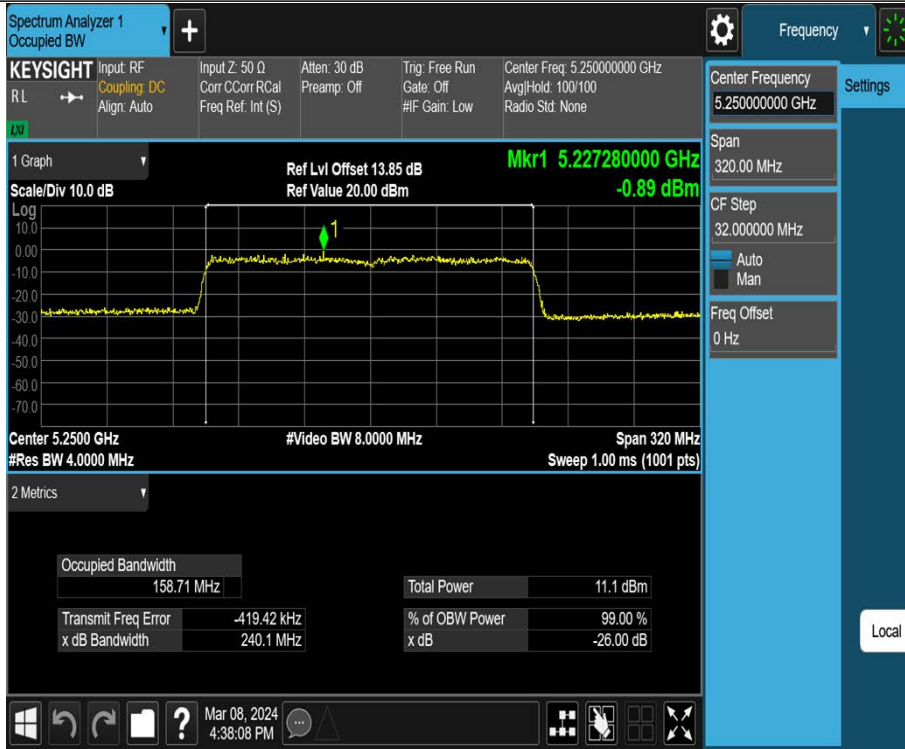 Spectrum Analyzer 1
Occupied BW
+
Frequency
KEYSIGHT
R L
LXI
Input: RF
Coupling: DC
Align: Auto
Input Z: 50 Ω
Corr CCorr RCal
Freq Ref: Int (S)
Atten: 30 dB
Preamp: Off
Trig: Free Run
Gate: Off
#IF Gain: Low
Center Freq: 5.250000000 GHz
Avg|Hold: 100/100
Radio Std: None
Center Frequency
5.250000000 GHz
Settings
Span
320.00 MHz
CF Step
32.000000 MHz
Auto
Man
Freq Offset
0 Hz
Local
1 Graph
Scale/Div 10.0 dB
Ref Lvl Offset 13.85 dB
Ref Value 20.00 dBm
Mkr1 5.227280000 GHz
-0.89 dBm
Log
10.0
0.00
-10.0
-20.0
-30.0
-40.0
-50.0
-60.0
-70.0
1
Center 5.2500 GHz
#Res BW 4.0000 MHz
#Video BW 8.0000 MHz
Span 320 MHz
Sweep 1.00 ms (1001 pts)
2 Metrics
Occupied Bandwidth
158.71 MHz
Total Power 11.1 dBm
Transmit Freq Error -419.42 kHz
% of OBW Power 99.00 %
x dB Bandwidth 240.1 MHz
x dB -26.00 dB
?
Mar 08, 2024
4:38:08 PM